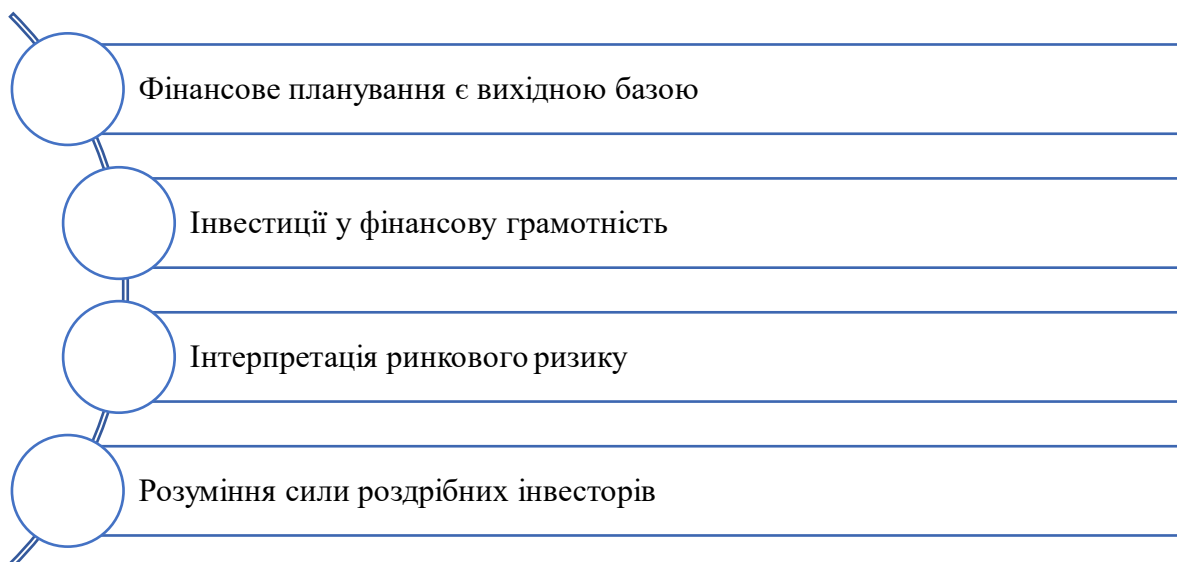 Фінансове планування є вихідною базою
Інвестиції у фінансову грамотність
Інтерпретація ринкового ризику
Розуміння сили роздрібних інвесторів